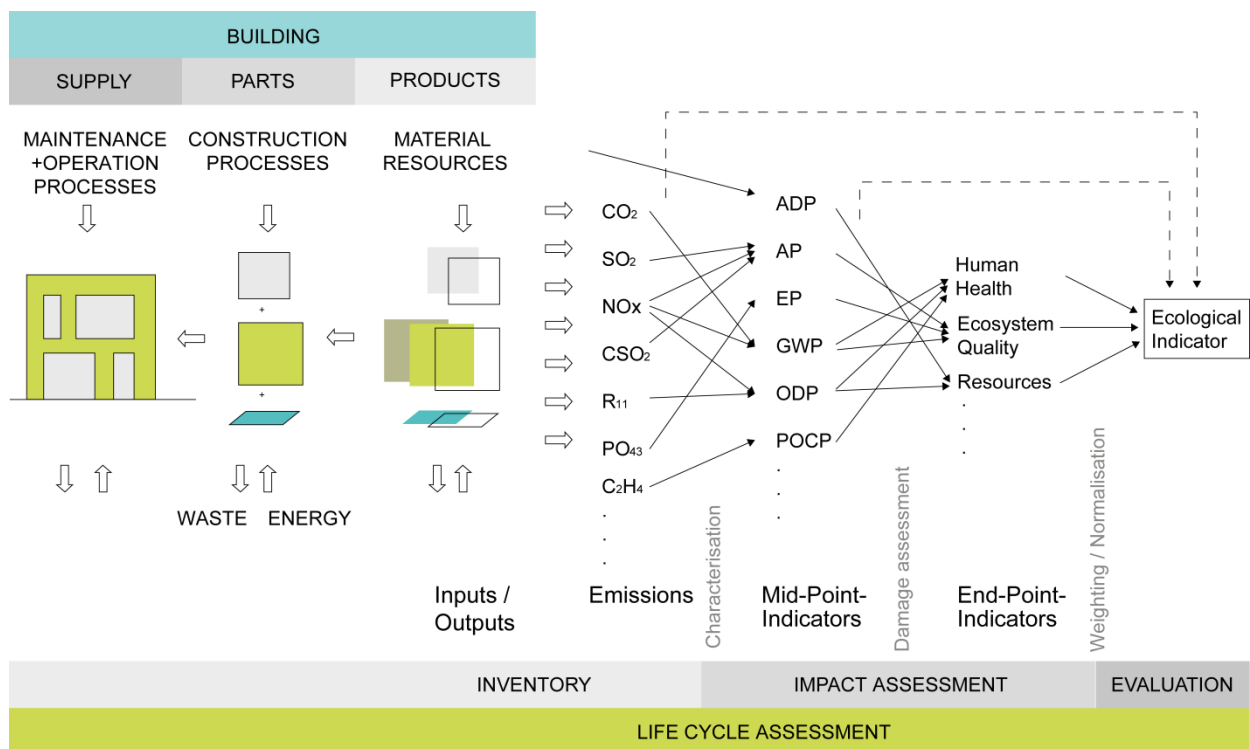 BUILDING
SUPPLY
PARTS
PRODUCTS
MAINTENANCE
+OPERATION
PROCESSES
CONSTRUCTION
PROCESSES
MATERIAL
RESOURCES
+
+
WASTE
ENERGY
CO₂
SO₂
NOx
CSO₂
R₁₁
PO₄₃
C₂H₄
.
.
.
ADP
AP
EP
GWP
ODP
POCP
.
.
.
Human
Health
Ecosystem
Quality
Resources
.
.
.
Ecological
Indicator
Inputs /
Outputs
Emissions
Characterisation
Mid-Point-
Indicators
Damage assessment
End-Point-
Indicators
Weighting / Normalisation
INVENTORY
IMPACT ASSESSMENT
EVALUATION
LIFE CYCLE ASSESSMENT